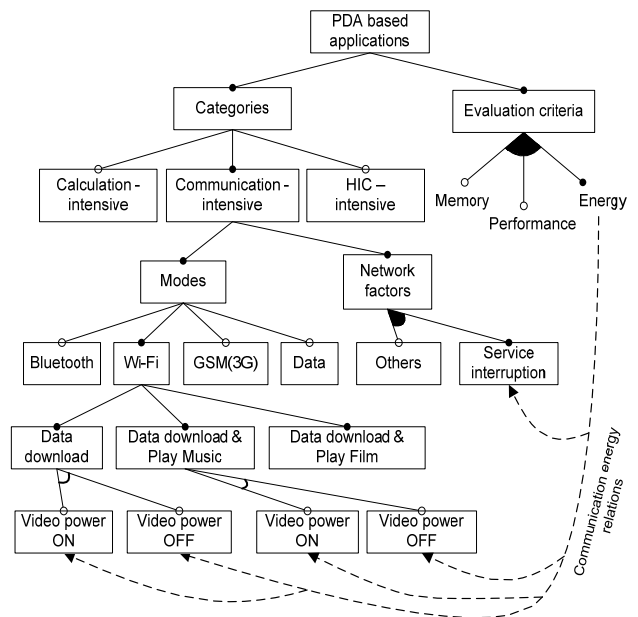 PDA based
applications
Categories
Evaluation criteria
Calculation -
intensive
Communication -
intensive
HIC –
intensive
Memory
Performance
Energy
Modes
Network
factors
Bluetooth
Wi-Fi
GSM(3G)
Data
Others
Service
interruption
Data
download
Data download &
Play Music
Data download &
Play Film
Video power
ON
Video power
OFF
Video power
ON
Video power
OFF
Communication energy
relations